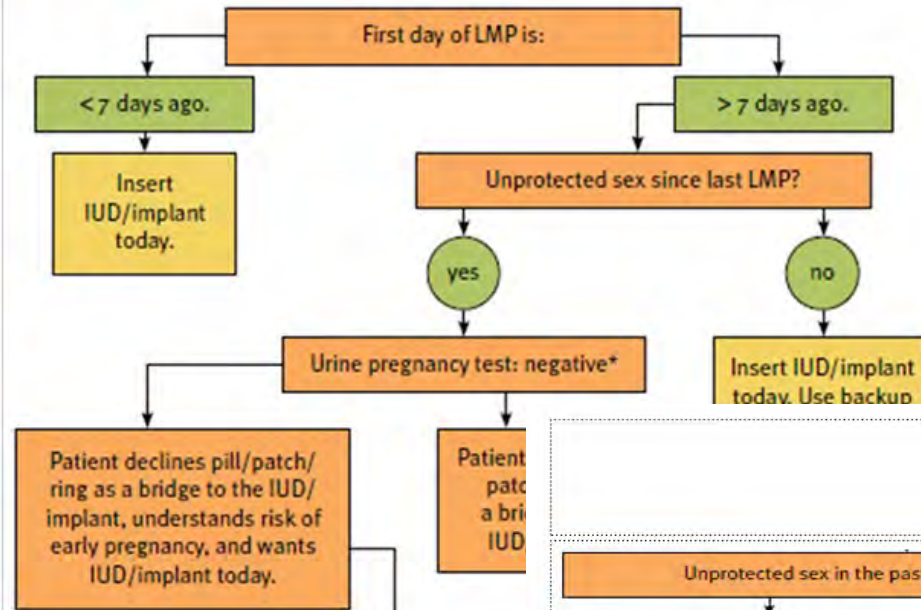 First day of LMP is:
< 7 days ago.
> 7 days ago.
Insert
IUD/implant
today.
Unprotected sex since last LMP?
yes
no
Urine pregnancy test: negative*
Insert IUD/implant
today. Use backup
Patient declines pill/patch/
ring as a bridge to the IUD/
implant, understands risk of
early pregnancy, and wants
IUD/implant today.
Patient
a
IUD
Unprotected sex in the